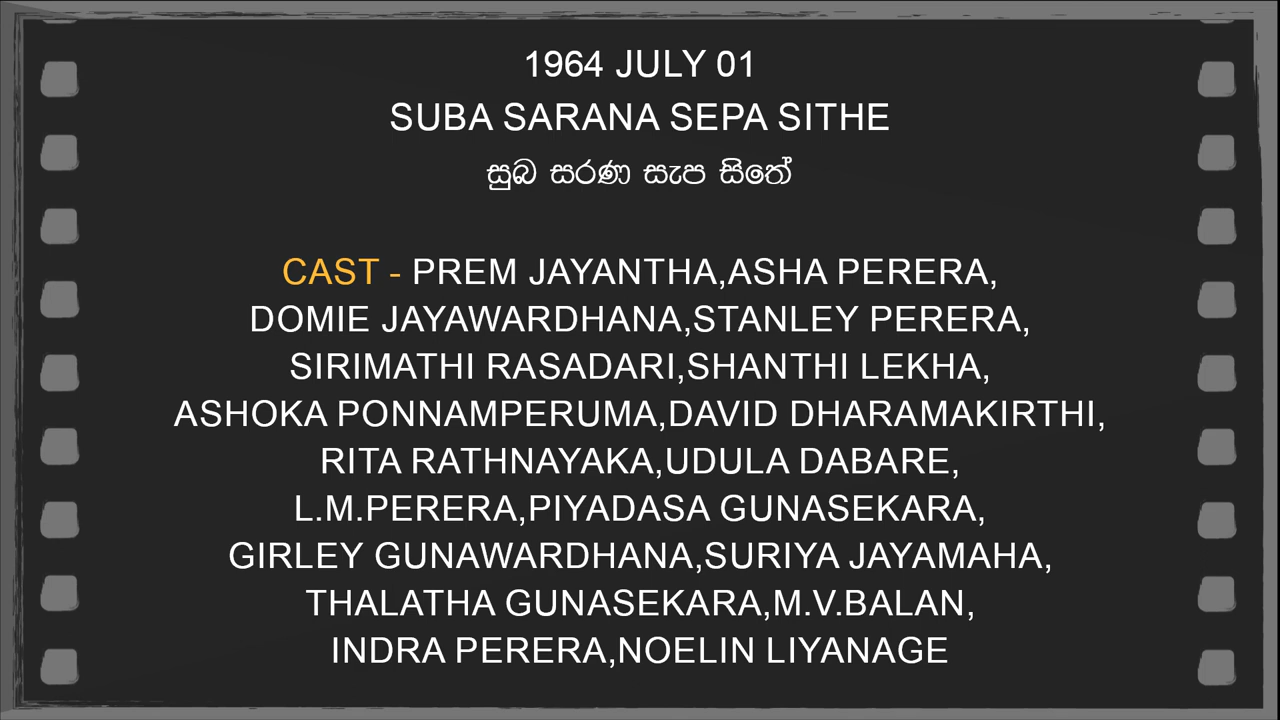 1964 JULY 01
SUBA SARANA SEPA SITHE
සුබ සරණ සැප සිතේ
CAST - PREM JAYANTHA,ASHA PERERA,
DOMIE JAYAWARDHANA,STANLEY PERERA,
SIRIMATHI RASADARI,SHANTHI LEKHA,
ASHOKA PONNAMPERUMA,DAVID DHARAMAKIRTHI,
RITA RATHNAYAKA,UDULA DABARE,
L.M.PERERA,PIYADASA GUNASEKARA,
GIRLEY GUNAWARDHANA,SURIYA JAYAMAHA,
THALATHA GUNASEKARA,M.V.BALAN,
INDRA PERERA,NOELIN LIYANAGE